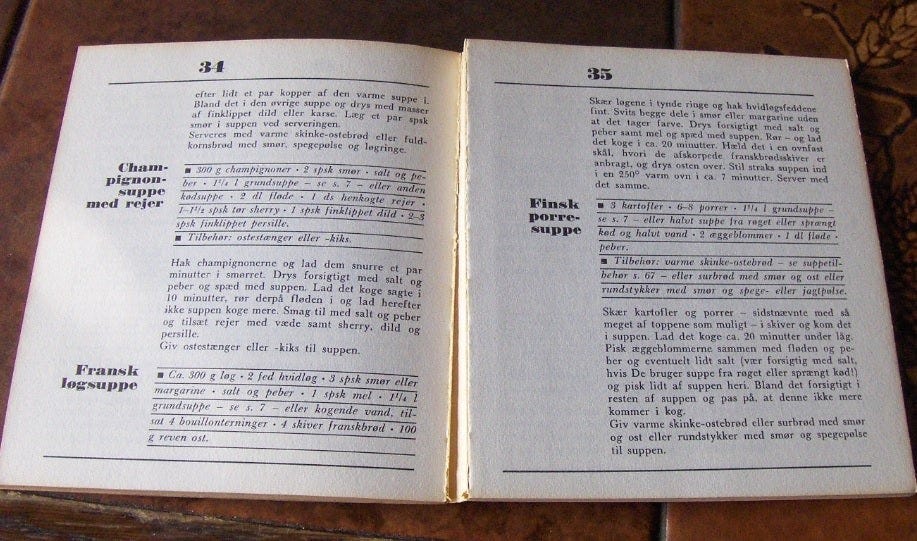 34
efter lidt et par kopper af den varme suppe i.
Bland det i den øvrige suppe og drys med masser
af finklippet dild eller karse. Læg et par spsk
smør i suppen ved serveringen.
Serveres med varme skinke-ostebrød eller fuld-
kornsbrød med smør, spegepølse og løgringe.
Cham-
pignon-
suppe
med rejer
■ 300 g champignoner · 2 spsk smør · salt og pe-
ber · 1¼ l grundsuppe – se s. 7 – eller anden
kødsuppe · 2 dl fløde · 1 ds henkogte rejer ·
1–1½ spsk tør sherry · 1 spsk finklippet dild · 2–3
spsk finklippet persille.
■ Tilbehør: ostestænger eller -kiks.
Hak champignonerne og lad dem snurre et par
minutter i smørret. Drys forsigtigt med salt og
peber og spæd med suppen. Lad det koge sagte i
10 minutter, rør derpå fløden i og lad herefter
ikke suppen koge mere. Smag til med salt og peber
og tilsæt rejer med væde samt sherry, dild og
persille.
Giv ostestænger eller -kiks til suppen.
Fransk
løgsuppe
■ Ca. 300 g løg · 2 fed hvidløg · 3 spsk smør eller
margarine · salt og peber · 1 spsk mel · 1¼ l
grundsuppe – se s. 7 – eller kogende vand, til-
sat 4 bouillonterninger · 4 skiver franskbrød · 100
g reven ost.
35
Skær løgene i tynde ringe og hak hvidløgsfeddene
fint. Svits begge dele i smør eller margarine uden
at det tager farve. Drys forsigtigt med salt og
peber samt mel og spæd med suppen. Rør – og lad
det koge i ca. 20 minutter. Hæld det i en ovnfast
skål, hvori de afskorpede franskbrødsskiver er
anbragt, og drys osten over. Stil straks suppen ind
i en 250° varm ovn i ca. 7 minutter. Server med
det samme.
Finsk
porre-
suppe
■ 3 kartofler · 6–8 porrer · 1¼ l grundsuppe –
se s. 7 – eller halvt suppe fra røget eller sprængt
kød og halvt vand · 2 æggeblommer · 1 dl fløde ·
peber.
■ Tilbehør: varme skinke-ostebrød – se suppetil-
behør s. 67 – eller surbrød med smør og ost eller
rundstykker med smør og spege- eller jagtpølse.
Skær kartofler og porrer – sidstnævnte med så
meget af toppene som muligt – i skiver og kom det
i suppen. Lad det koge ca. 20 minutter under låg.
Pisk æggeblommerne sammen med fløden og pe-
ber og eventuelt lidt salt (vær forsigtig med salt,
hvis De bruger suppe fra røget eller sprængt kød!)
og pisk lidt af suppen heri. Bland det forsigtigt i
resten af suppen og pas på, at denne ikke mere
kommer i kog.
Giv varme skinke-ostebrød eller surbrød med smør
og ost eller rundstykker med smør og spegepølse
til suppen.